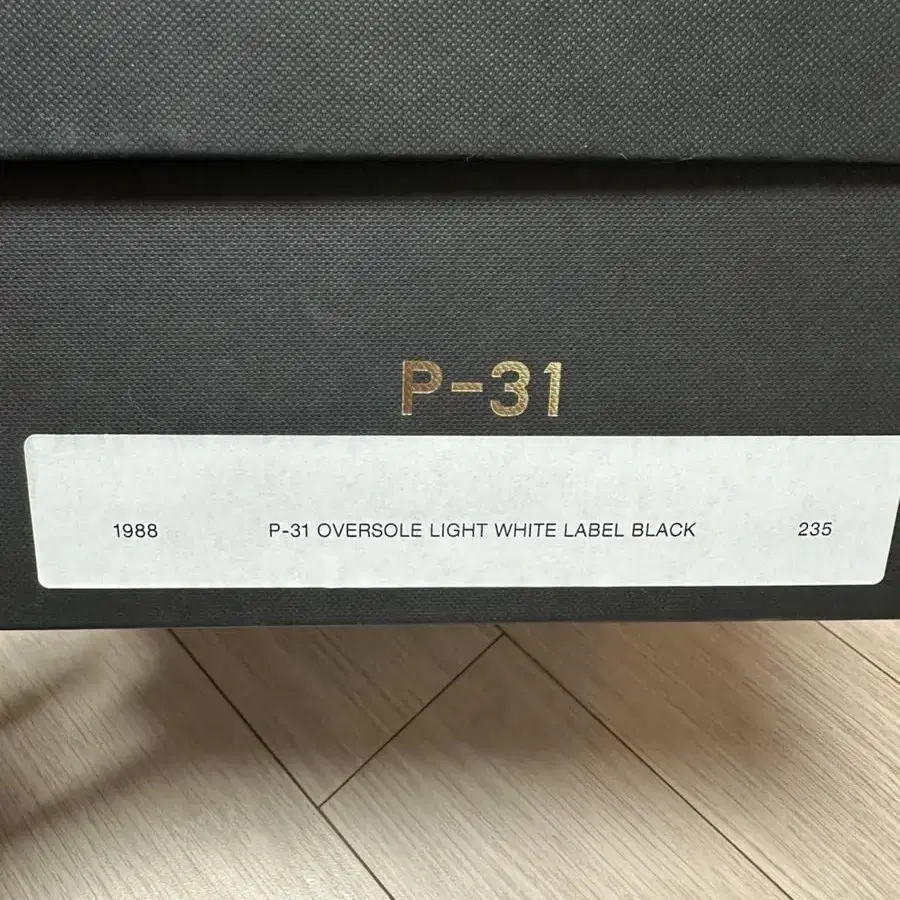 P-31
1988 P-31 OVERSOLE LIGHT WHITE LABEL BLACK 235